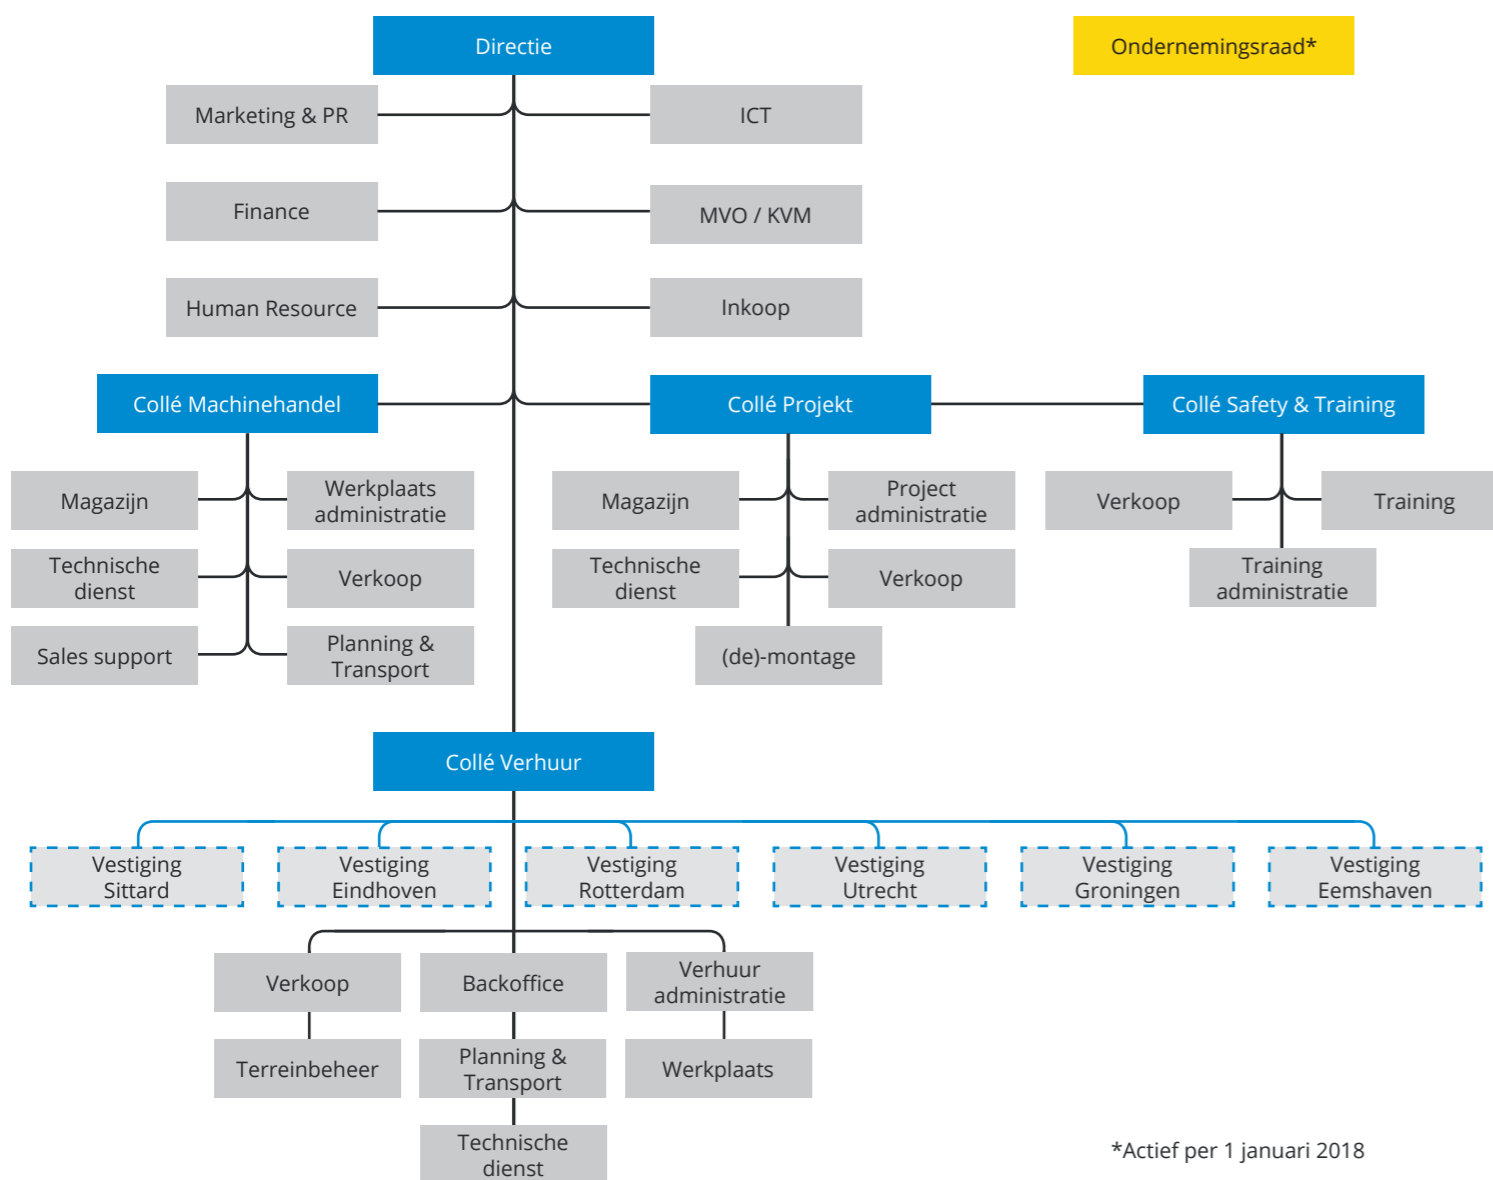 Directie
Ondernemingsraad*
Marketing & PR
ICT
Finance
MVO / KVM
Human Resource
Inkoop
Collé Machinehandel
Collé Projekt
Collé Safety & Training
Magazijn
Werkplaats
administratie
Technische
dienst
Verkoop
Sales support
Planning &
Transport
Magazijn
Project
administratie
Technische
dienst
Verkoop
(de)-montage
Verkoop
Training
Training
administratie
Collé Verhuur
Vestiging
Sittard
Vestiging
Eindhoven
Vestiging
Rotterdam
Vestiging
Utrecht
Vestiging
Groningen
Vestiging
Eemshaven
Verkoop
Backoffice
Verhuur
administratie
Terreinbeheer
Planning &
Transport
Werkplaats
Technische
dienst
*Actief per 1 januari 2018